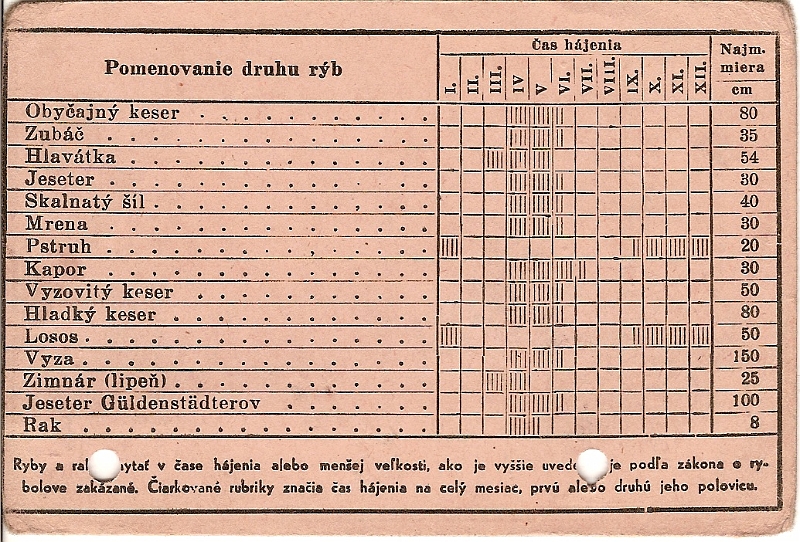 Pomenovanie druhu rýb
Čas hájenia
Najm.
miera
cm
I. II. III. IV V VI. VII. VIII. IX. X. XI. XII.
Obyčajný keser 80
Zubáč 35
Hlavátka 54
Jeseter 30
Skalnatý šíl 40
Mrena 30
Pstruh 20
Kapor 30
Vyzovitý keser 50
Hladký keser 80
Losos 50
Vyza 150
Zimnár (lipeň) 25
Jeseter Güldenstädterov 100
Rak 8
Ryby a v čase hájenia alebo menšej veľkosti, ako je vyššie je podľa zákona o ry-
bolove zakázané. Čiarkované rubriky značia čas hájenia na celý mesiac, prvú alebo druhú jeho polovicu.